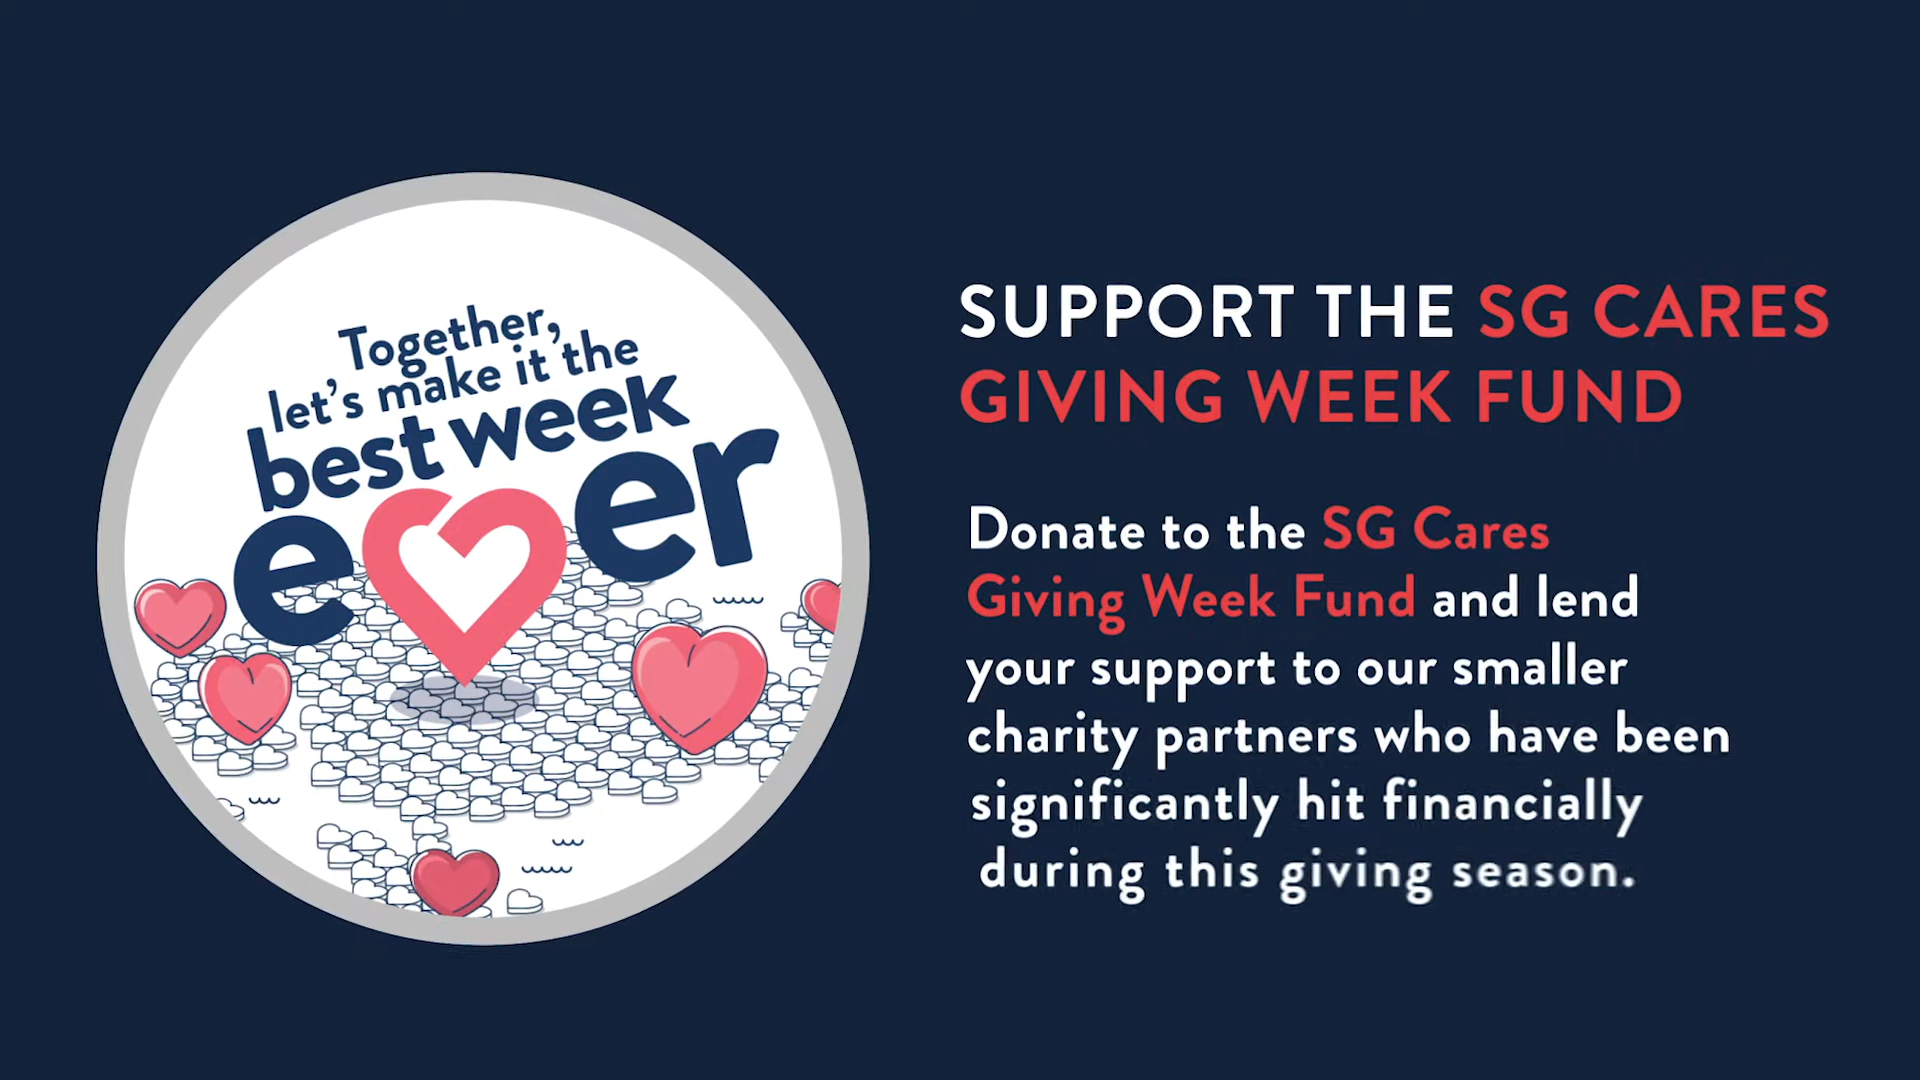 Together,
let's make it the
best week
ever
SUPPORT THE SG CARES
GIVING WEEK FUND
Donate to the SG Cares
Giving Week Fund and lend
your support to our smaller
charity partners who have been
significantly hit financially
during this giving season.